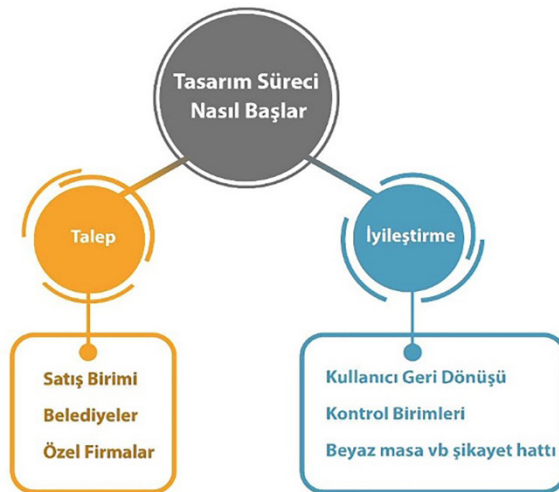 Tasarım Süreci
Nasıl Başlar
Talep
İyileştirme
Satış Birimi
Belediyeler
Özel Firmalar
Kullanıcı Geri Dönüşü
Kontrol Birimleri
Beyaz masa vb şikayet hattı